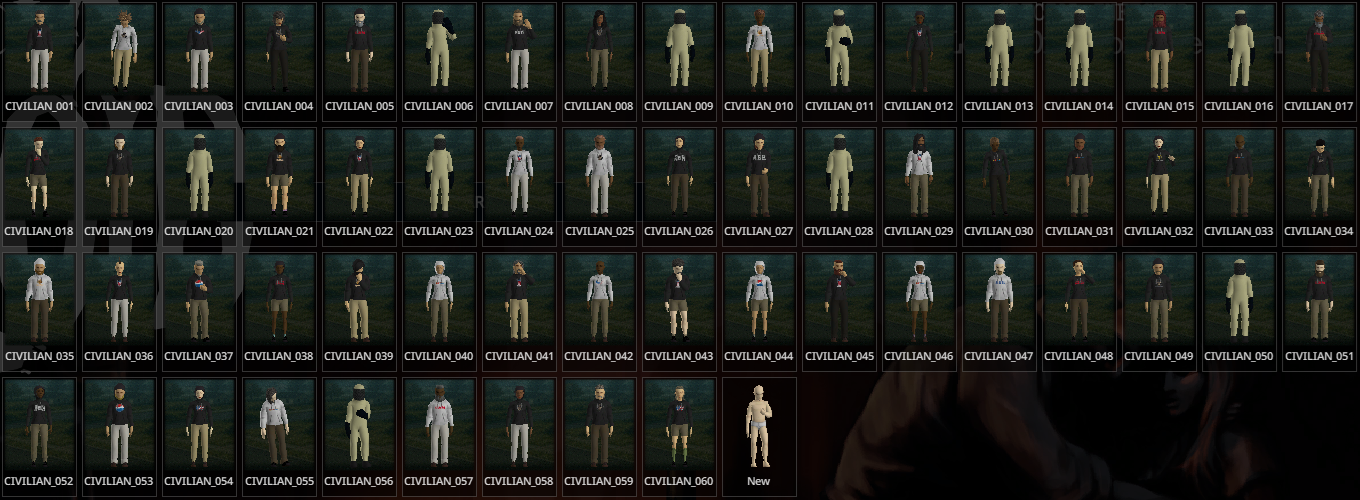 CIVILIAN_001 CIVILIAN_002 CIVILIAN_003 CIVILIAN_004 CIVILIAN_005 CIVILIAN_006 CIVILIAN_007 CIVILIAN_008 CIVILIAN_009 CIVILIAN_010 CIVILIAN_011 CIVILIAN_012 CIVILIAN_013 CIVILIAN_014 CIVILIAN_015 CIVILIAN_016 CIVILIAN_017
CIVILIAN_018 CIVILIAN_019 CIVILIAN_020 CIVILIAN_021 CIVILIAN_022 CIVILIAN_023 CIVILIAN_024 CIVILIAN_025 CIVILIAN_026 CIVILIAN_027 CIVILIAN_028 CIVILIAN_029 CIVILIAN_030 CIVILIAN_031 CIVILIAN_032 CIVILIAN_033 CIVILIAN_034
CIVILIAN_035 CIVILIAN_036 CIVILIAN_037 CIVILIAN_038 CIVILIAN_039 CIVILIAN_040 CIVILIAN_041 CIVILIAN_042 CIVILIAN_043 CIVILIAN_044 CIVILIAN_045 CIVILIAN_046 CIVILIAN_047 CIVILIAN_048 CIVILIAN_049 CIVILIAN_050 CIVILIAN_051
CIVILIAN_052 CIVILIAN_053 CIVILIAN_054 CIVILIAN_055 CIVILIAN_056 CIVILIAN_057 CIVILIAN_058 CIVILIAN_059 CIVILIAN_060 New